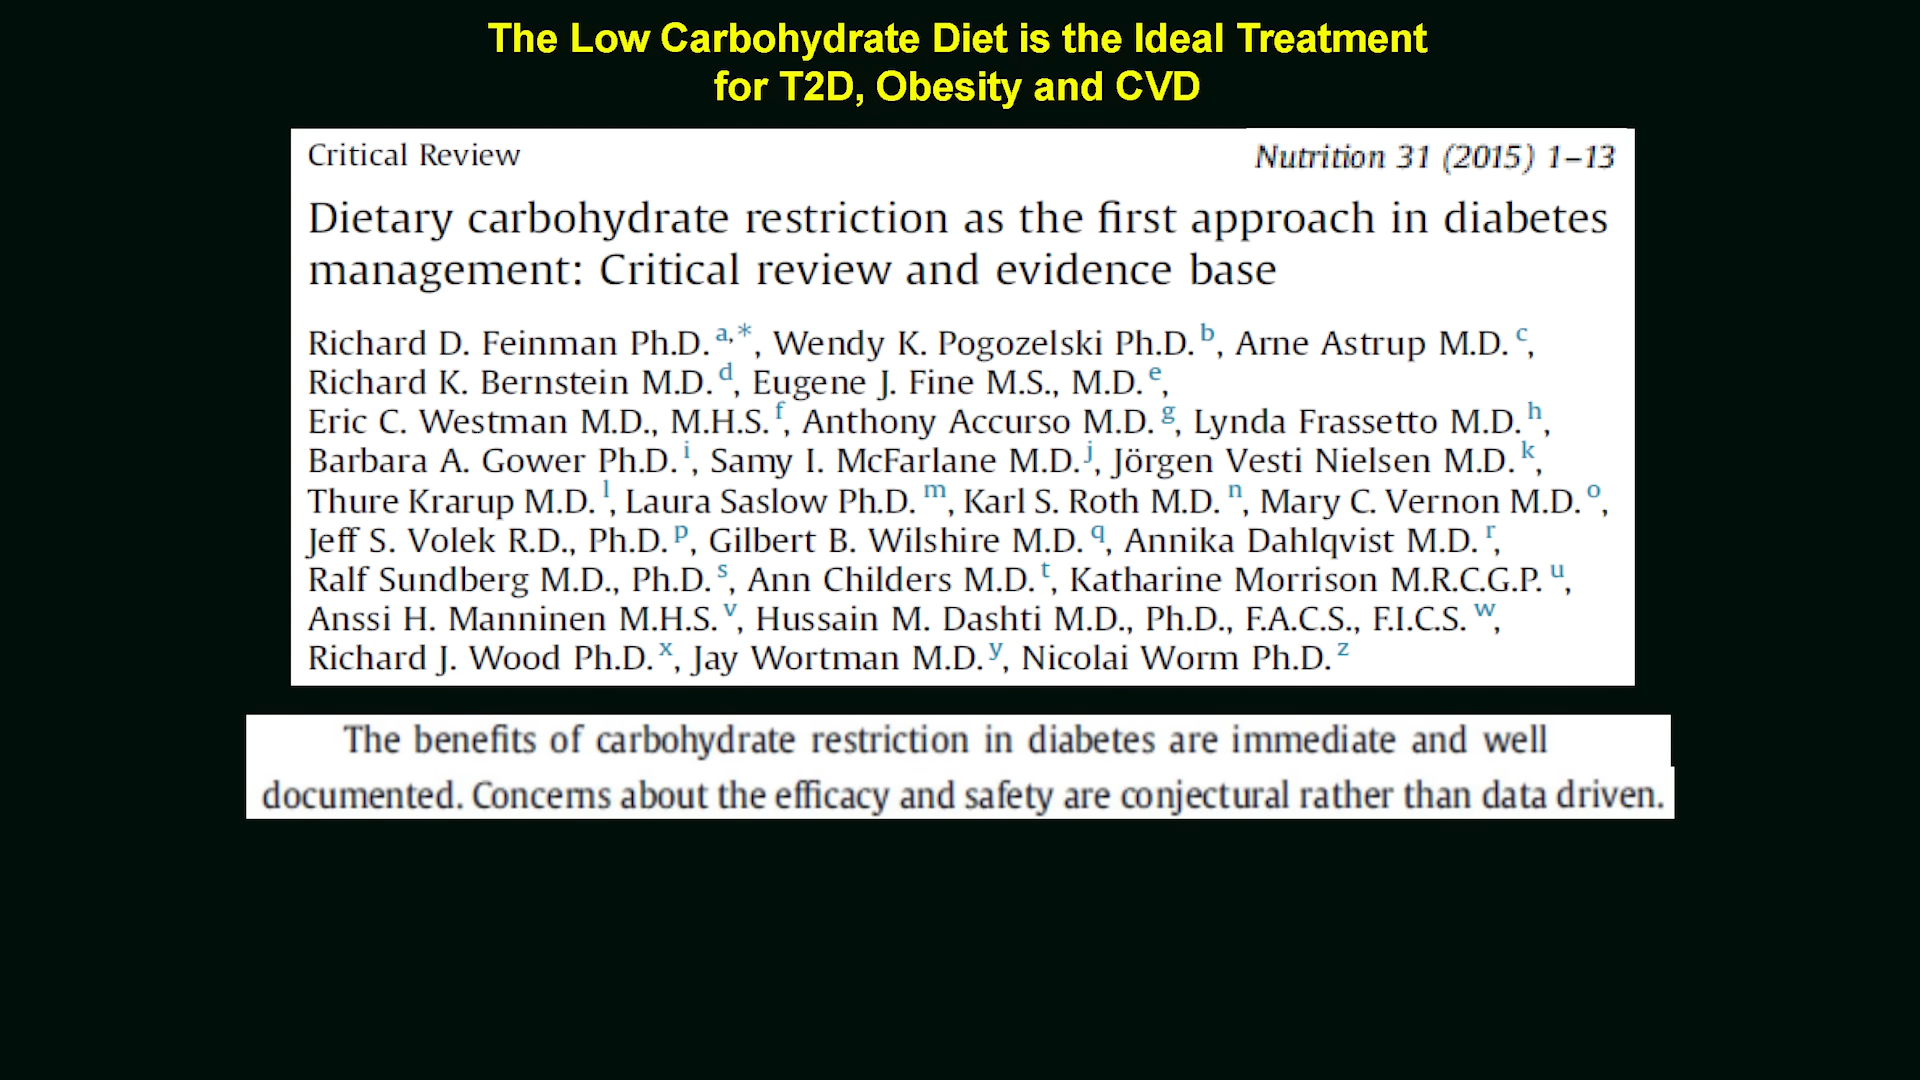 The Low Carbohydrate Diet is the Ideal Treatment
for T2D, Obesity and CVD
Critical Review
Nutrition 31 (2015) 1–13
Dietary carbohydrate restriction as the first approach in diabetes
management: Critical review and evidence base
Richard D. Feinman Ph.D. a,*, Wendy K. Pogozelski Ph.D. b, Arne Astrup M.D. c,
Richard K. Bernstein M.D. d, Eugene J. Fine M.S., M.D. e,
Eric C. Westman M.D., M.H.S. f, Anthony Accurso M.D. g, Lynda Frassetto M.D. h,
Barbara A. Gower Ph.D. i, Samy I. McFarlane M.D. j, Jörgen Vesti Nielsen M.D. k,
Thure Krarup M.D. l, Laura Saslow Ph.D. m, Karl S. Roth M.D. n, Mary C. Vernon M.D. o,
Jeff S. Volek R.D., Ph.D. p, Gilbert B. Wilshire M.D. q, Annika Dahlqvist M.D. r,
Ralf Sundberg M.D., Ph.D. s, Ann Childers M.D. t, Katharine Morrison M.R.C.G.P. u,
Anssi H. Manninen M.H.S. v, Hussain M. Dashti M.D., Ph.D., F.A.C.S., F.I.C.S. w,
Richard J. Wood Ph.D. x, Jay Wortman M.D. y, Nicolai Worm Ph.D. z
The benefits of carbohydrate restriction in diabetes are immediate and well
documented. Concerns about the efficacy and safety are conjectural rather than data driven.